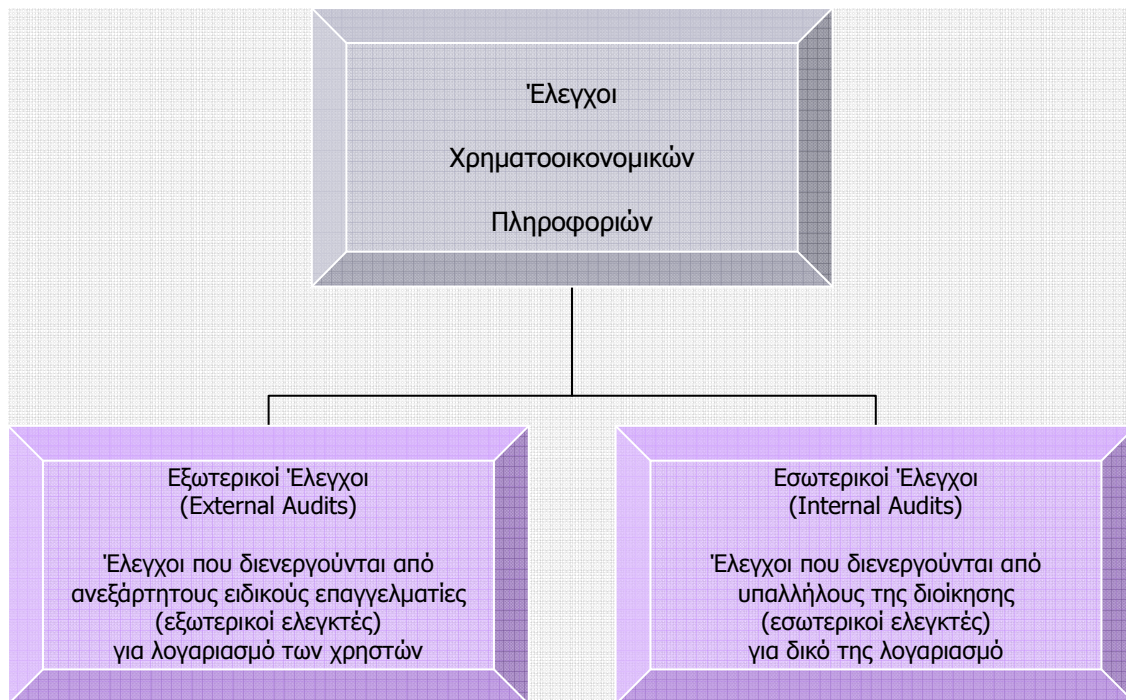 Έλεγχοι
Χρηματοοικονομικών
Πληροφοριών
Εξωτερικοί Έλεγχοι
(External Audits)
Έλεγχοι που διενεργούνται από
ανεξάρτητους ειδικούς επαγγελματίες
(εξωτερικοί ελεγκτές)
για λογαριασμό των χρηστών
Εσωτερικοί Έλεγχοι
(Internal Audits)
Έλεγχοι που διενεργούνται από
υπαλλήλους της διοίκησης
(εσωτερικοί ελεγκτές)
για δικό της λογαριασμό